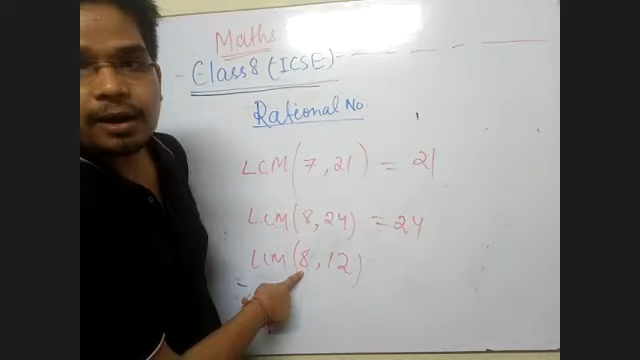 Maths
Class 8 (ICSE)
Rational No.
LCM(7, 21) = 21
LCM(8, 24) = 24
LCM(8, 12)